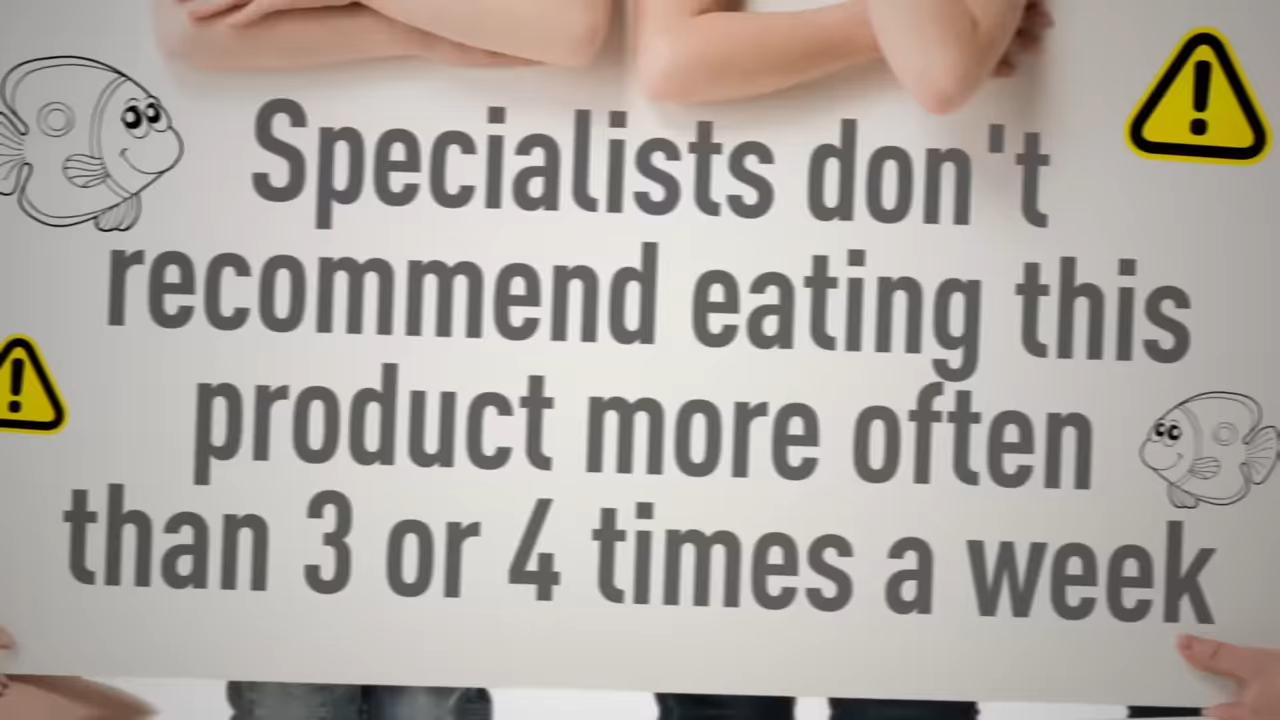 Specialists don't
recommend eating this
product more often
than 3 or 4 times a week